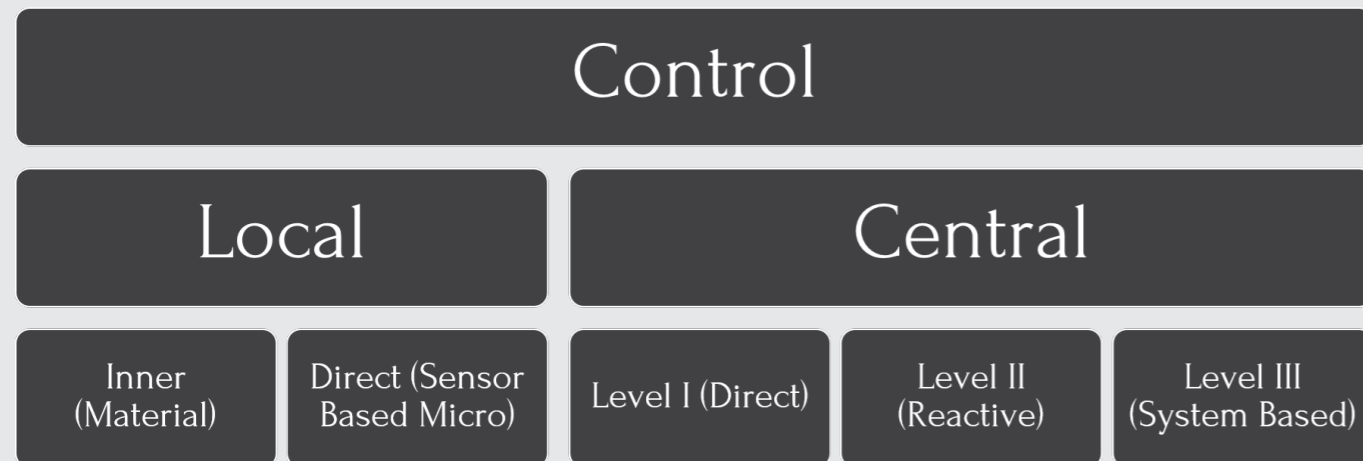 Control
Local
Central
Inner
(Material)
Direct (Sensor
Based Micro)
Level I (Direct)
Level II
(Reactive)
Level III
(System Based)